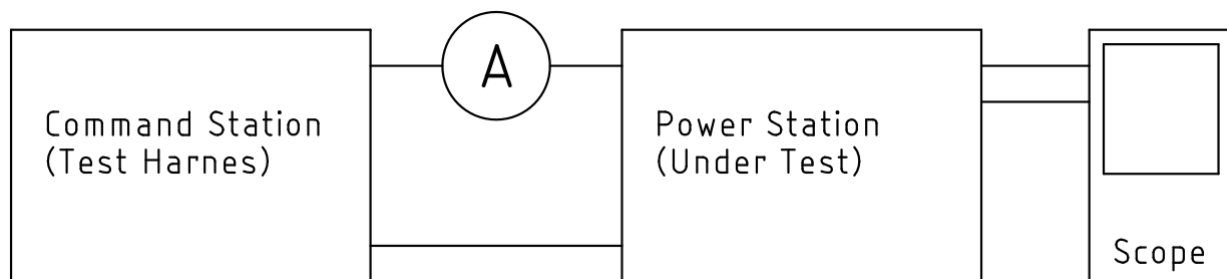 A
Command Station
(Test Harnes)
Power Station
(Under Test)
Scope